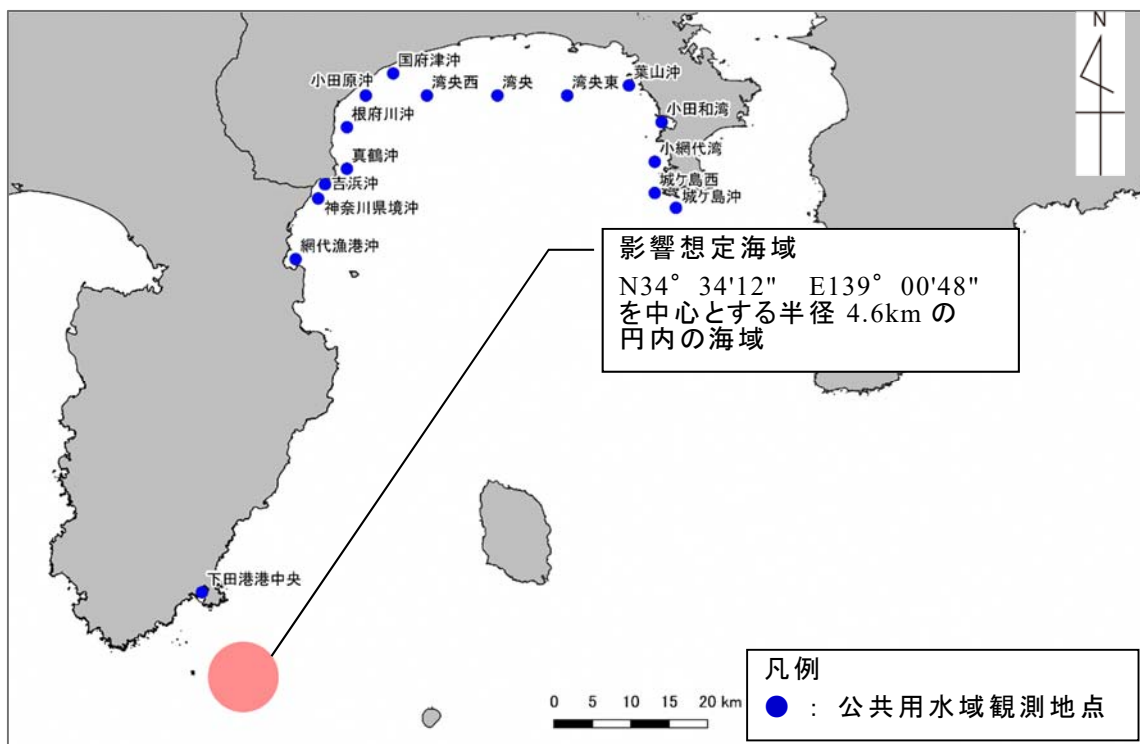 N
国府津沖
小田原沖
湾央西
湾央
湾央東
葉山沖
根府川沖
小田和湾
真鶴沖
小網代湾
吉浜沖
城ケ島西
神奈川県境沖
城ケ島沖
網代漁港沖
影響想定海域
N34° 34'12" E139° 00'48"
を中心とする半径 4.6km の
円内の海域
下田港港中央
0 5 10 15 20 km
凡例
： 公共用水域観測地点